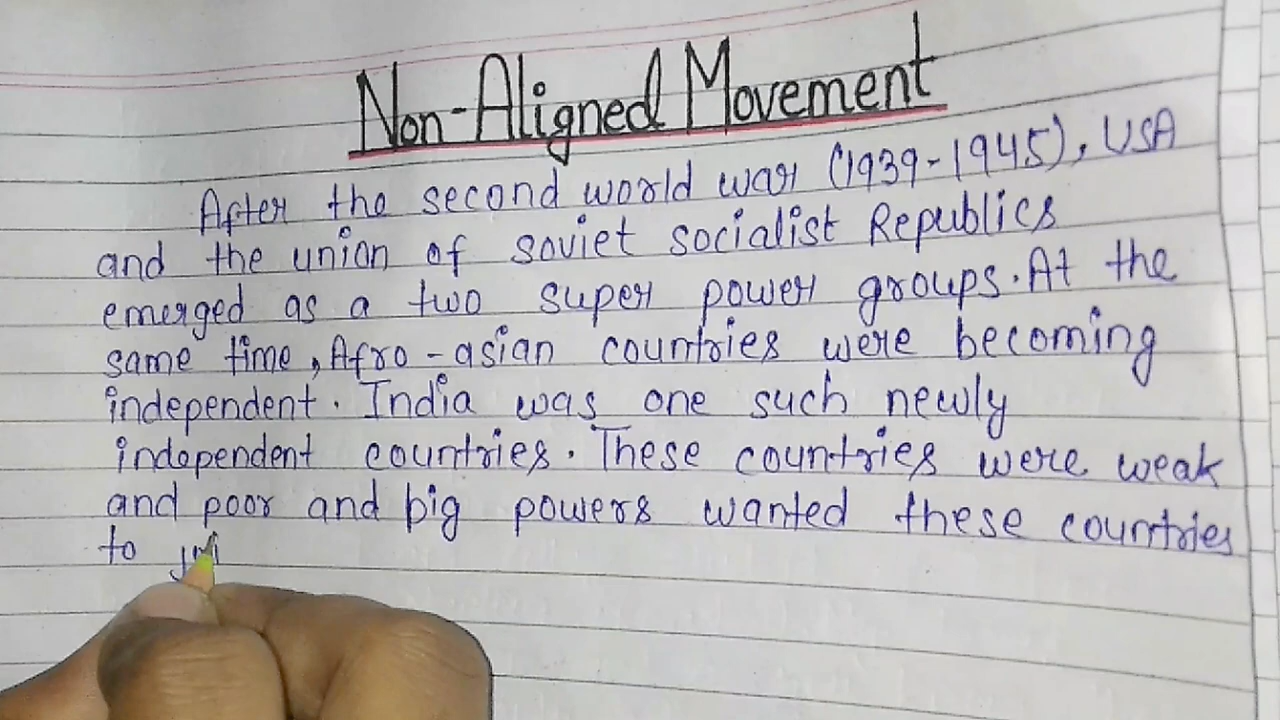 Non-Aligned Movement
After the second world war (1939-1945), USA
and the union of soviet socialist Republics
emerged as a two super power groups. At the
same time, Afro-asian countries were becoming
independent. India was one such newly
independent countries. These countries were weak
and poor and big powers wanted these countries
to